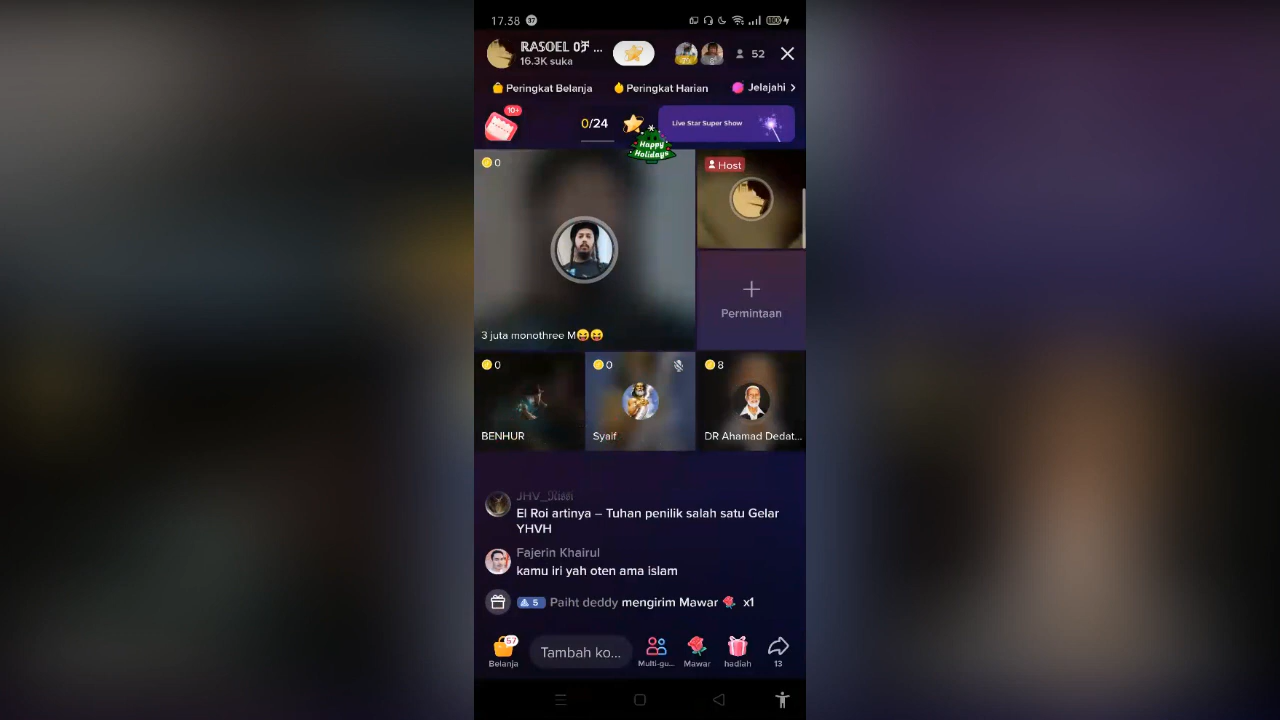 17.38
37
RASOEL 0 ...
16.3K suka
52
Peringkat Belanja
Peringkat Harian
Jelajahi
10+
0/24
Live Star Super Show
Happy
Holidays
0
Host
3 juta monothree M😝😝
Permintaan
0
0
8
BENHUR
Syaif
DR Ahamad Dedat...
JHV_
El Roi artinya – Tuhan penilik salah satu Gelar
YHVH
Fajerin Khairul
kamu iri yah oten ama islam
5 Paiht deddy mengirim Mawar 🌹 x1
57
Belanja
Tambah ko...
Multi-gu...
Mawar
hadiah
13